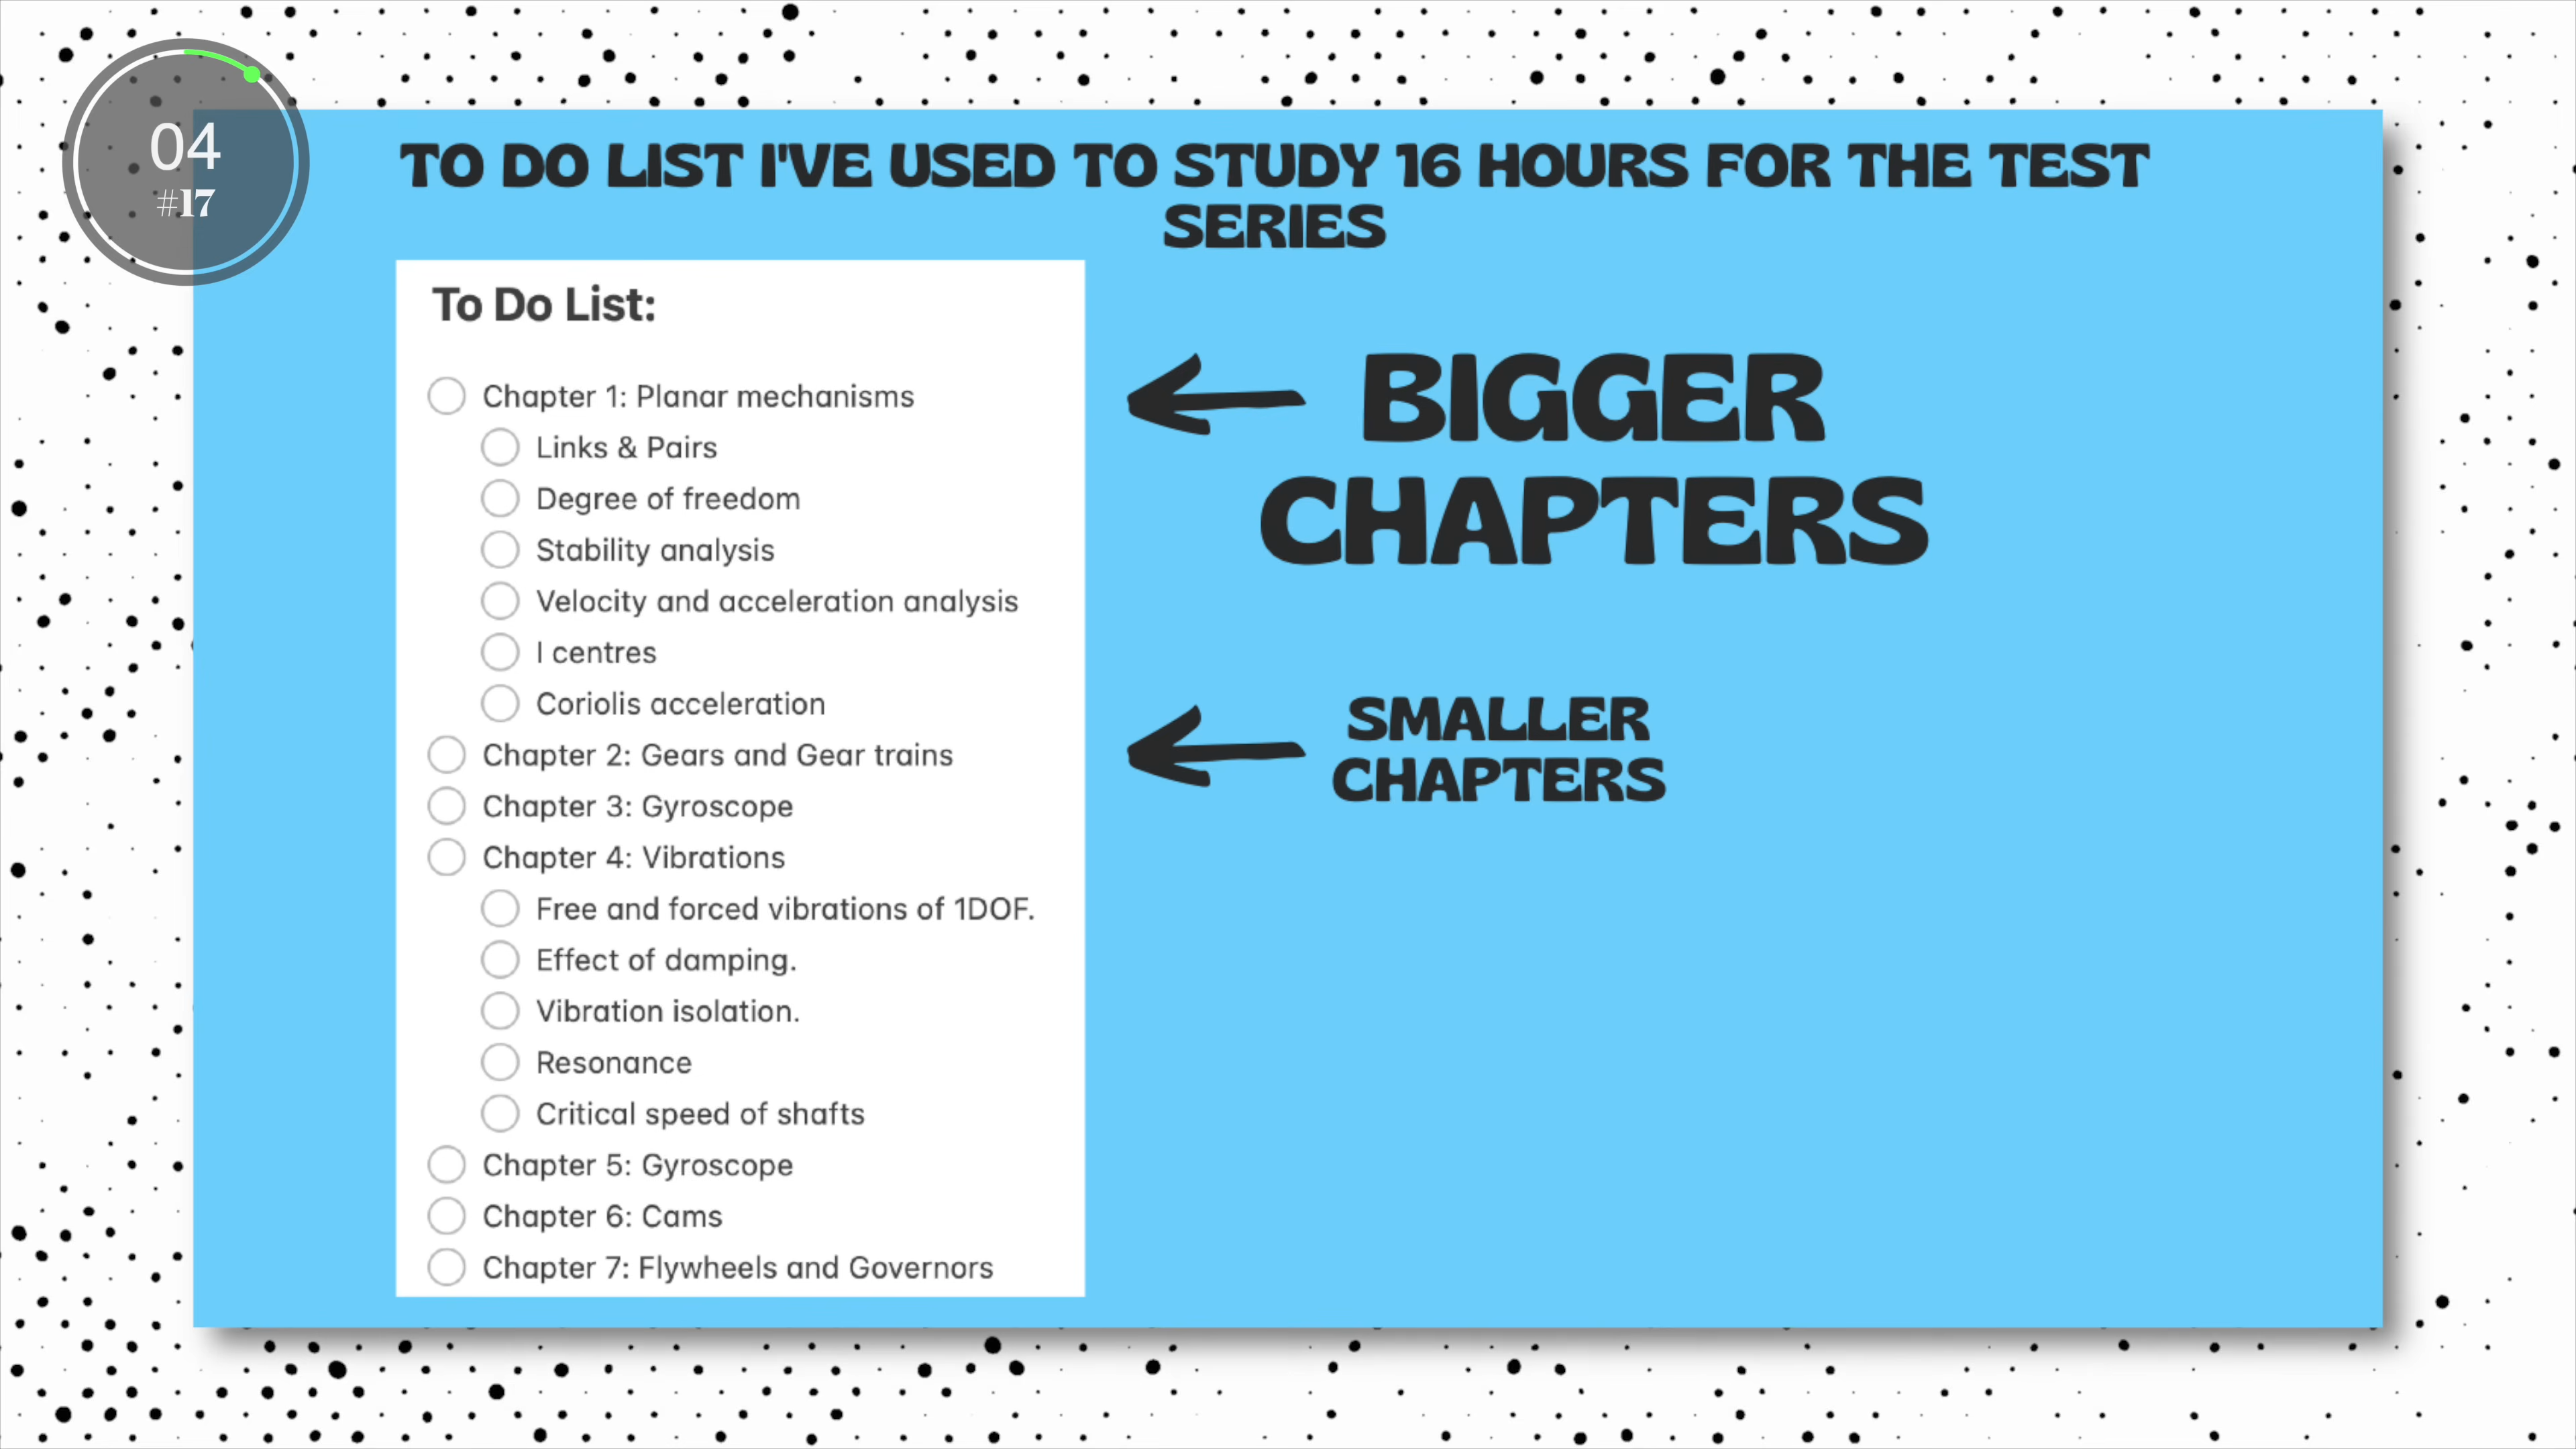 04
#17
TO DO LIST I'VE USED TO STUDY 16 HOURS FOR THE TEST
SERIES
To Do List:
Chapter 1: Planar mechanisms
Links & Pairs
Degree of freedom
Stability analysis
Velocity and acceleration analysis
I centres
Coriolis acceleration
Chapter 2: Gears and Gear trains
Chapter 3: Gyroscope
Chapter 4: Vibrations
Free and forced vibrations of 1DOF.
Effect of damping.
Vibration isolation.
Resonance
Critical speed of shafts
Chapter 5: Gyroscope
Chapter 6: Cams
Chapter 7: Flywheels and Governors
BIGGER
CHAPTERS
SMALLER
CHAPTERS